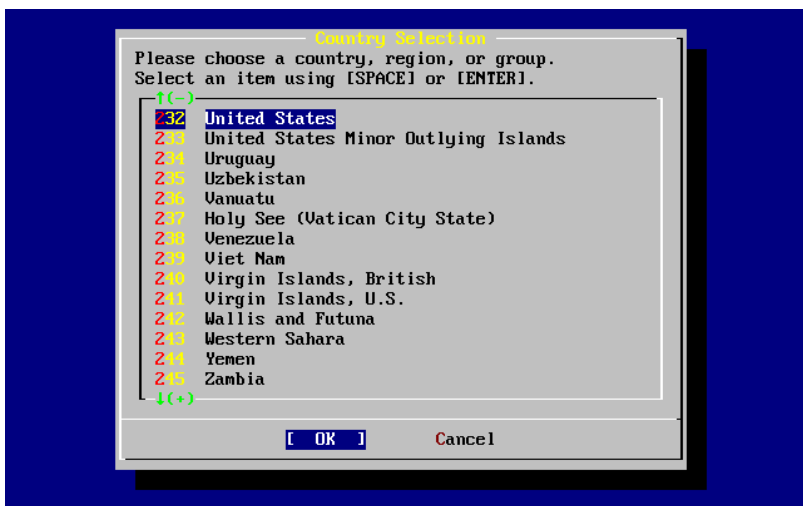 Country Selection
Please choose a country, region, or group.
Select an item using [SPACE] or [ENTER].
↑(-)
232 United States
233 United States Minor Outlying Islands
234 Uruguay
235 Uzbekistan
236 Vanuatu
237 Holy See (Vatican City State)
238 Venezuela
239 Viet Nam
240 Virgin Islands, British
241 Virgin Islands, U.S.
242 Wallis and Futuna
243 Western Sahara
244 Yemen
245 Zambia
↓(+)
[ OK ] Cancel